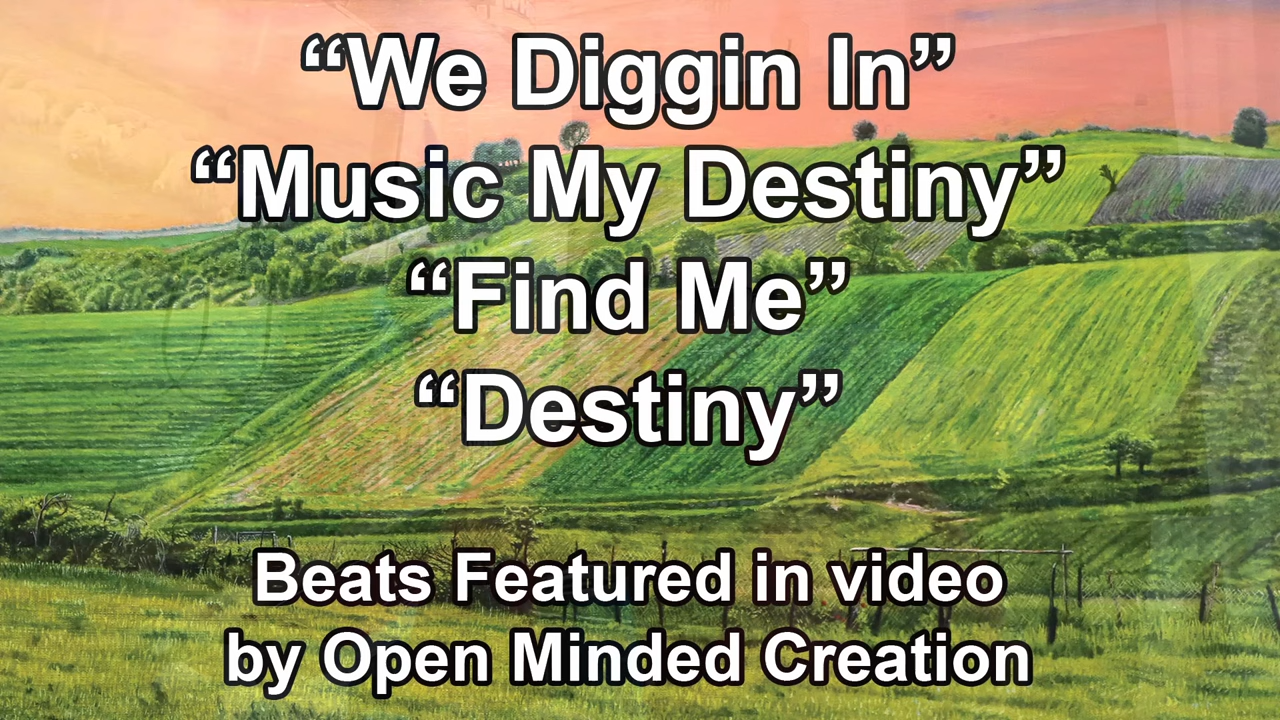 “We Diggin In”
“Music My Destiny”
“Find Me”
“Destiny”
Beats Featured in video
by Open Minded Creation